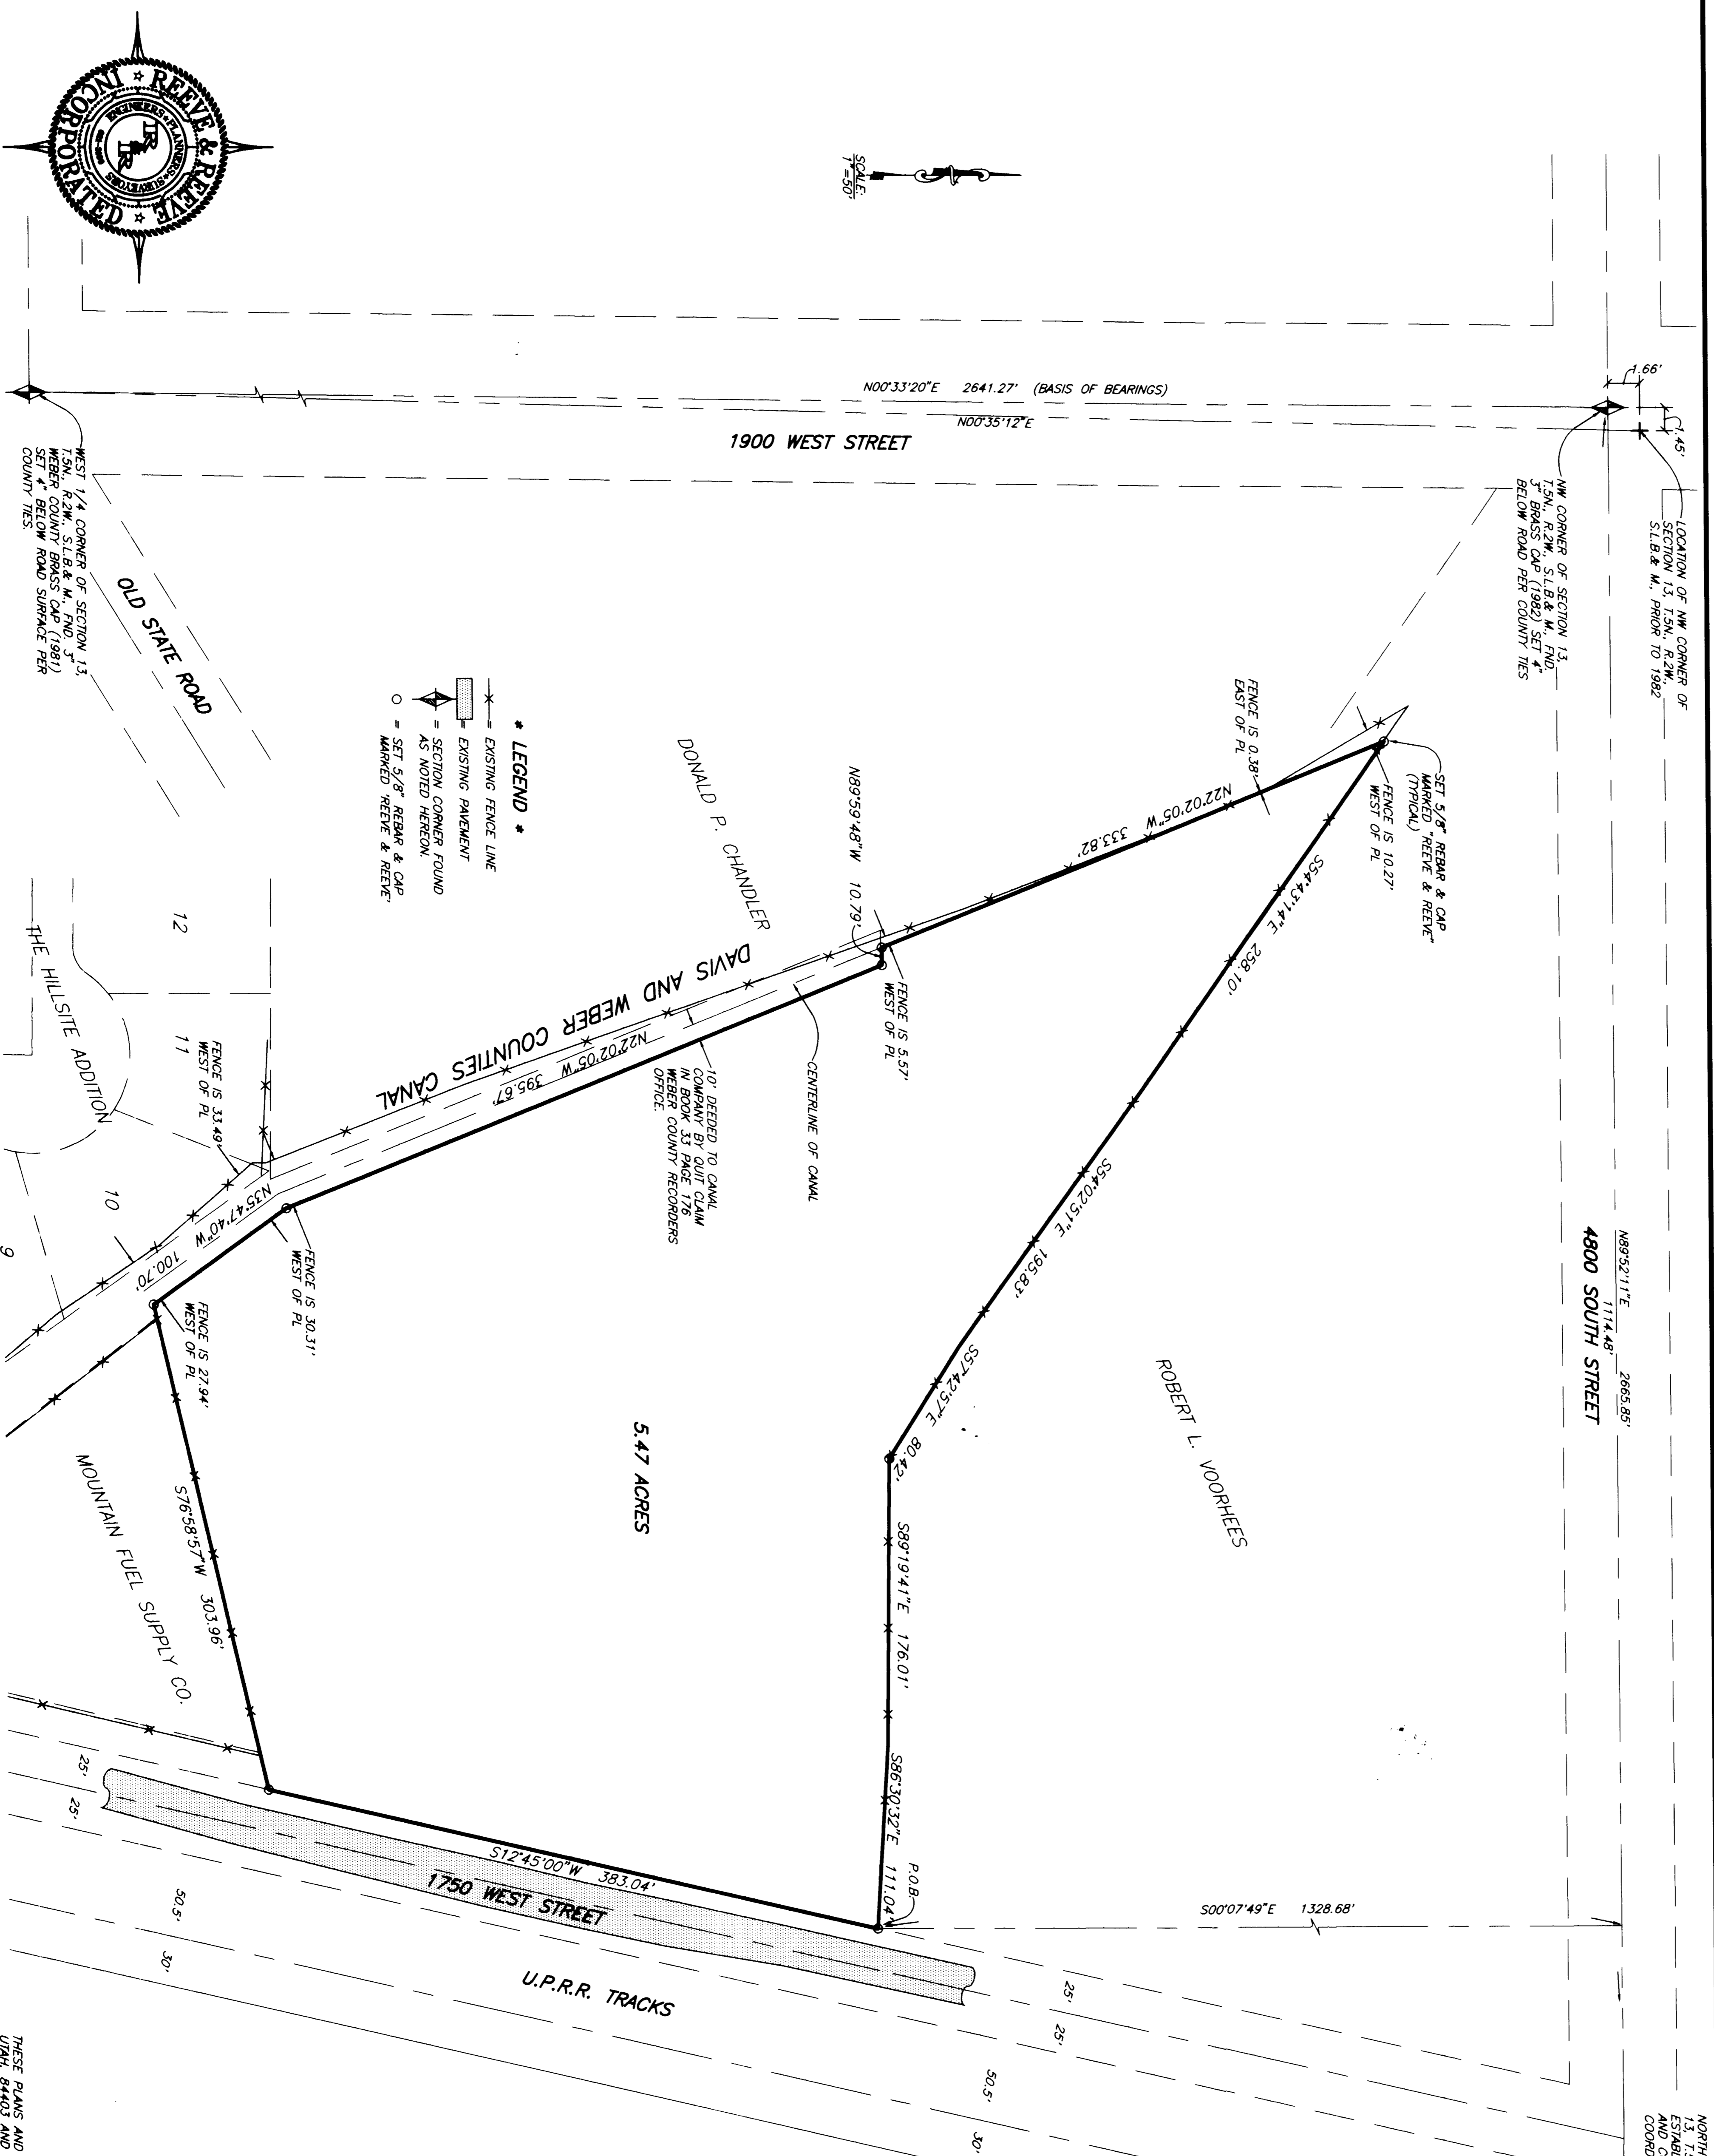 LOCATION OF NW CORNER OF
SECTION 13, T.5N., R.2W.,
S.L.B.& M., PRIOR TO 1982
1.66'
1.45'
NW CORNER OF SECTION 13,
T.5N., R.2W., S.L.B.& M., FND.
3" BRASS CAP (1982) SET 4"
BELOW ROAD PER COUNTY TIES
N89°52'11"E 2665.85'
1114.48'
4800 SOUTH STREET
NORTH
13, T.5
ESTABL
AND C
COORD
N00°33'20"E 2641.27' (BASIS OF BEARINGS)
N00°35'12"E
1900 WEST STREET
SCALE:
1"=50'
SET 5/8" REBAR & CAP
MARKED "REEVE & REEVE"
(TYPICAL)
FENCE IS 10.27'
WEST OF PL
FENCE IS 0.38'
EAST OF PL
N22°02'05"W 333.82'
S54°43'14"E 258.10'
S54°02'51"E 195.83'
S57°42'57"E 80.42'
S89°19'41"E 176.01'
S86°30'32"E 111.04'
P.O.B.
S00°07'49"E 1328.68'
ROBERT L. VOORHEES
N89°59'48"W 10.79'
FENCE IS 5.57'
WEST OF PL
CENTERLINE OF CANAL
10' DEEDED TO CANAL
COMPANY BY QUIT CLAIM
IN BOOK 33 PAGE 176
WEBER COUNTY RECORDERS
OFFICE.
DONALD P. CHANDLER
DAVIS AND WEBER COUNTIES CANAL
N22°02'05"W 395.67'
5.47 ACRES
* LEGEND *
= EXISTING FENCE LINE
= EXISTING PAVEMENT
= SECTION CORNER FOUND
AS NOTED HEREON.
= SET 5/8" REBAR & CAP
MARKED 'REEVE & REEVE'
FENCE IS 33.49'
WEST OF PL
FENCE IS 30.31'
WEST OF PL
N35°47'40"W 100.70'
FENCE IS 27.94'
WEST OF PL
S76°58'57"W 303.96'
MOUNTAIN FUEL SUPPLY CO.
S12°45'00"W 383.04'
1750 WEST STREET
U.P.R.R. TRACKS
25'
25'
50.5'
30'
25'
25'
50.5'
30'
OLD STATE ROAD
WEST 1/4 CORNER OF SECTION 13,
T.5N., R.2W., S.L.B.& M., FND. 3"
WEBER COUNTY BRASS CAP (1981)
SET 4" BELOW ROAD SURFACE PER
COUNTY TIES.
12
11
10
9
THE HILLSITE ADDITION
REEVE & REEVE
INCORPORATED
ENGINEERS★PLANNERS★SURVEYORS
THESE PLANS AND
UTAH, 84403 AND